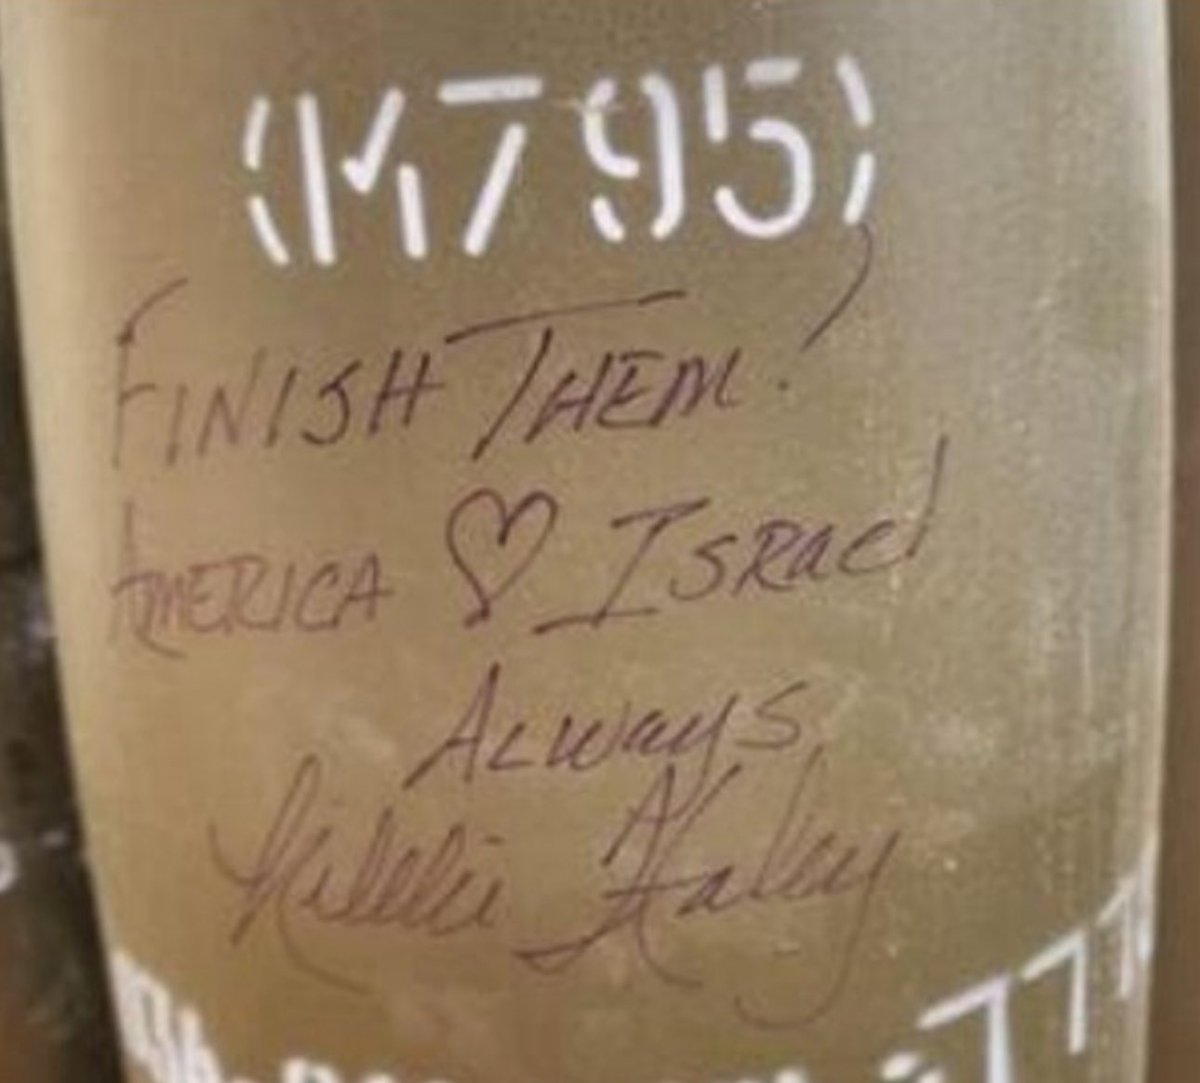 (M795)
FINISH THEM!
AMERICA ♡ ISRAEL
ALWAYS,
Nikki Haley